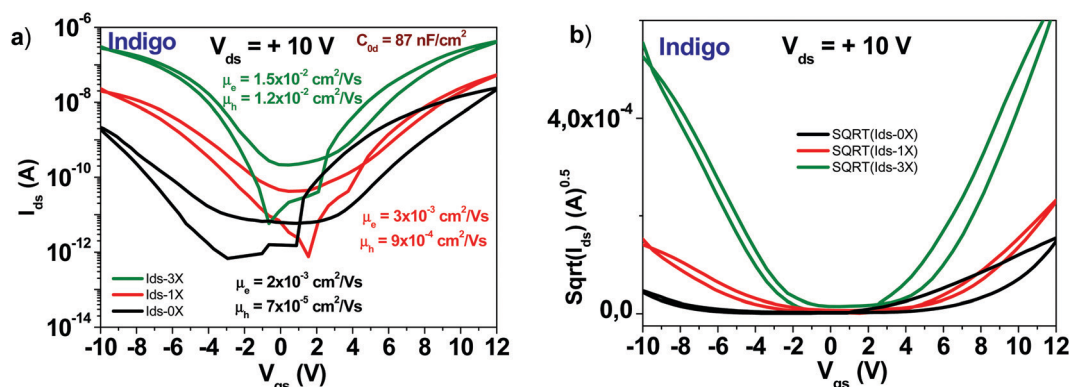 a)
Indigo
V_ds = + 10 V
C_0d = 87 nF/cm²
μ_e = 1.5x10⁻² cm²/Vs
μ_h = 1.2x10⁻² cm²/Vs
μ_e = 3x10⁻³ cm²/Vs
μ_h = 9x10⁻⁴ cm²/Vs
μ_e = 2x10⁻³ cm²/Vs
μ_h = 7x10⁻⁵ cm²/Vs
Ids-3X
Ids-1X
Ids-0X
10⁻⁶
10⁻⁸
10⁻¹⁰
10⁻¹²
10⁻¹⁴
I_ds (A)
-10 -8 -6 -4 -2 0 2 4 6 8 10 12
V_gs (V)
b)
Indigo
V_ds = + 10 V
SQRT(Ids-0X)
SQRT(Ids-1X)
SQRT(Ids-3X)
4,0x10⁻⁴
0,0
Sqrt(I_ds) (A)^0.5
-10 -8 -6 -4 -2 0 2 4 6 8 10 12
V_gs (V)